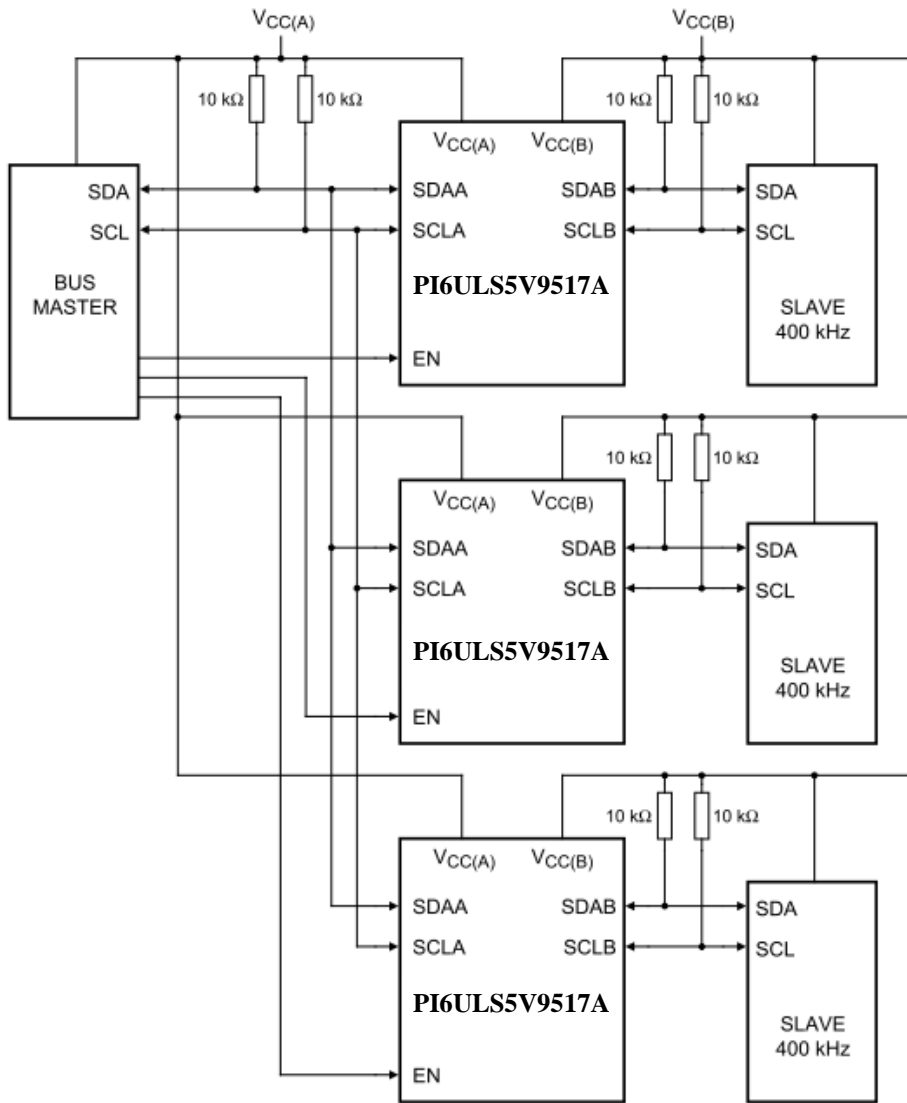 VCC(A) VCC(B)
10 kΩ 10 kΩ 10 kΩ 10 kΩ
VCC(A) VCC(B)
SDA SDAA SDAB SDA
SCL SCLA SCLB SCL
BUS
MASTER
PI6ULS5V9517A
SLAVE
400 kHz
EN
10 kΩ 10 kΩ
VCC(A) VCC(B)
SDAA SDAB SDA
SCLA SCLB SCL
PI6ULS5V9517A
SLAVE
400 kHz
EN
10 kΩ 10 kΩ
VCC(A) VCC(B)
SDAA SDAB SDA
SCLA SCLB SCL
PI6ULS5V9517A
SLAVE
400 kHz
EN